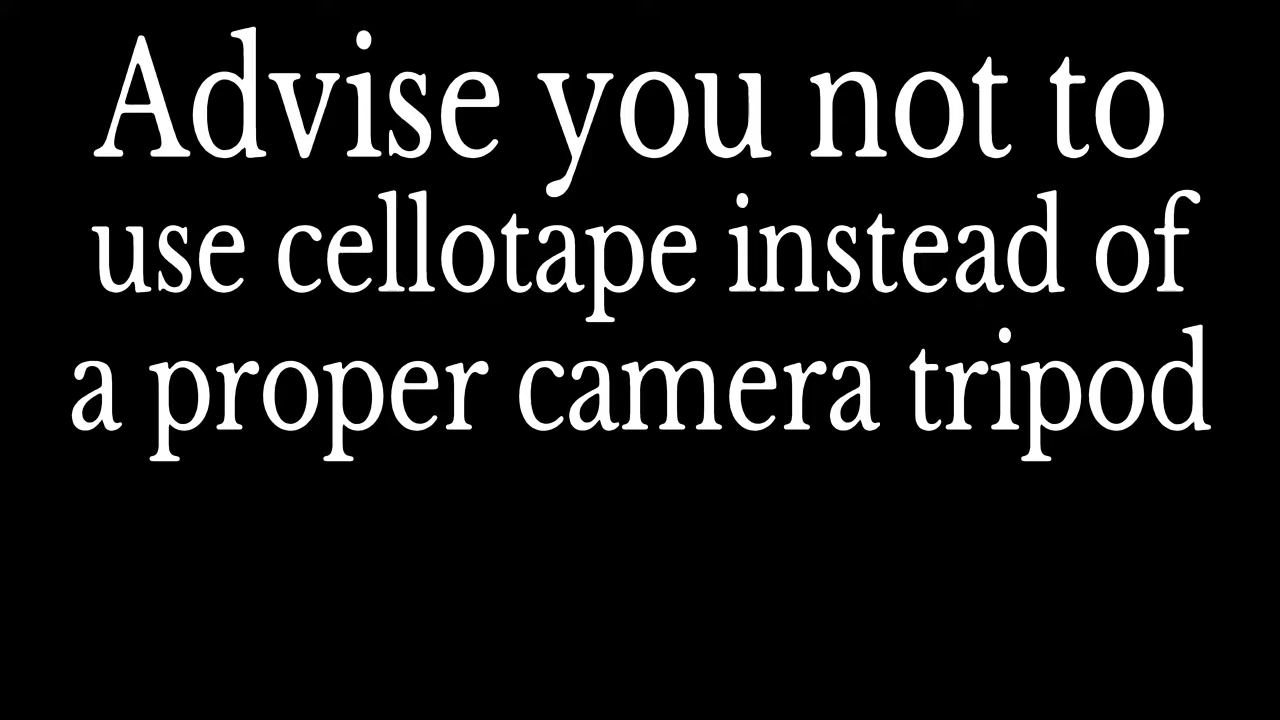 Advise you not to
use cellotape instead of
a proper camera tripod